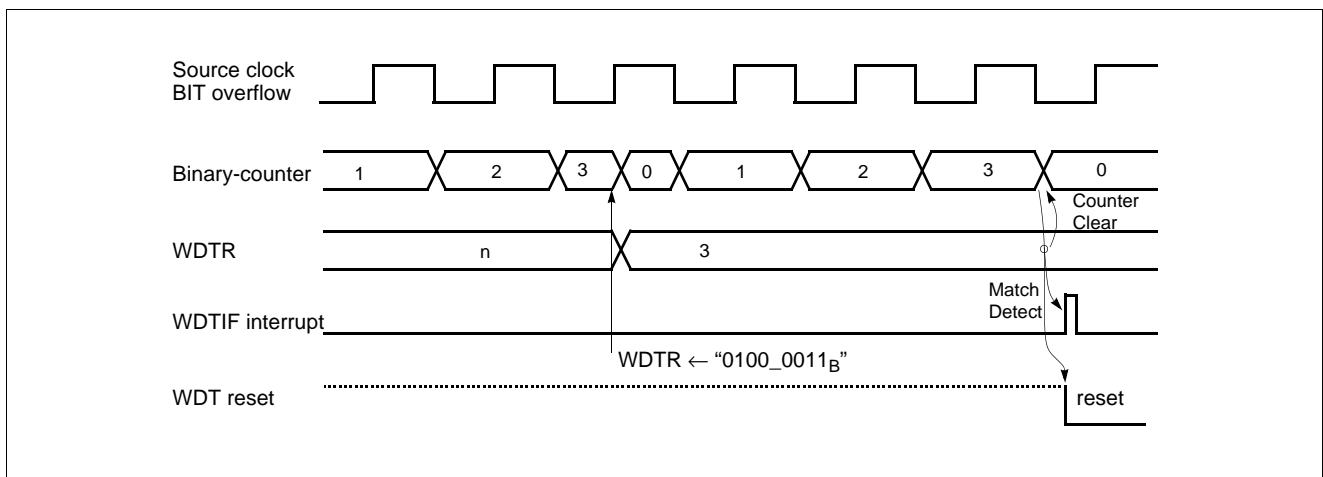 Source clock
BIT overflow
Binary-counter
1 2 3 0 1 2 3 0
Counter
Clear
WDTR
n 3
Match
Detect
WDTIF interrupt
WDTR ← “0100_0011B”
WDT reset
reset